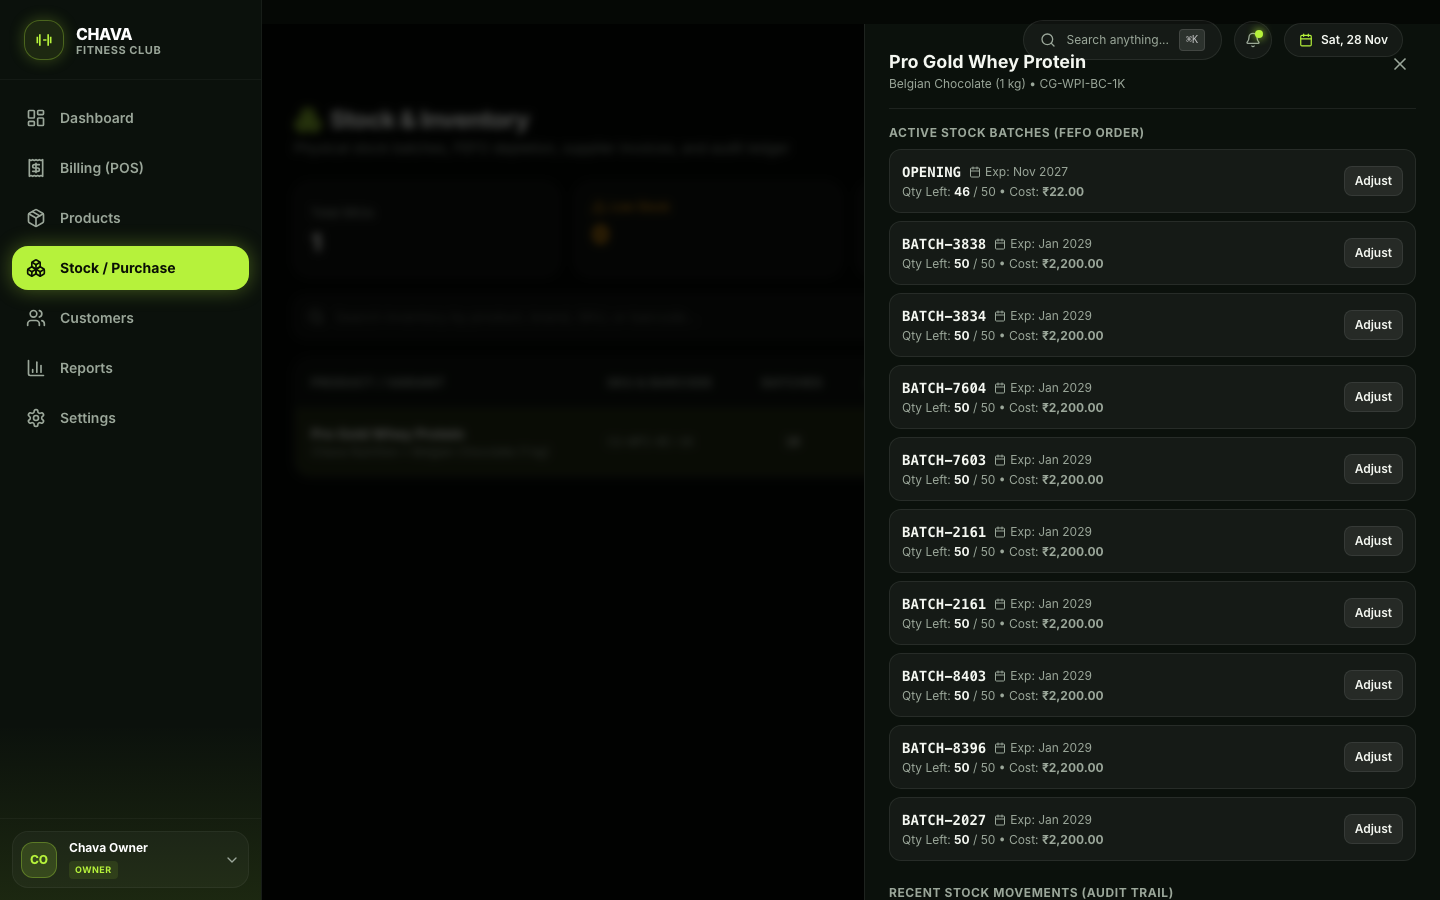 CHAVA
FITNESS CLUB
Dashboard
Billing (POS)
Products
Stock / Purchase
Customers
Reports
Settings
Chava Owner
CO
OWNER
Stock & Inventory
1
0
Pro Gold Whey Protein
Search anything...
⌘K
Sat, 28 Nov
Pro Gold Whey Protein
Belgian Chocolate (1 kg) • CG-WPI-BC-1K
ACTIVE STOCK BATCHES (FEFO ORDER)
OPENING Exp: Nov 2027
Qty Left: 46 / 50 • Cost: ₹22.00
Adjust
BATCH-3838 Exp: Jan 2029
Qty Left: 50 / 50 • Cost: ₹2,200.00
Adjust
BATCH-3834 Exp: Jan 2029
Qty Left: 50 / 50 • Cost: ₹2,200.00
Adjust
BATCH-7604 Exp: Jan 2029
Qty Left: 50 / 50 • Cost: ₹2,200.00
Adjust
BATCH-7603 Exp: Jan 2029
Qty Left: 50 / 50 • Cost: ₹2,200.00
Adjust
BATCH-2161 Exp: Jan 2029
Qty Left: 50 / 50 • Cost: ₹2,200.00
Adjust
BATCH-2161 Exp: Jan 2029
Qty Left: 50 / 50 • Cost: ₹2,200.00
Adjust
BATCH-8403 Exp: Jan 2029
Qty Left: 50 / 50 • Cost: ₹2,200.00
Adjust
BATCH-8396 Exp: Jan 2029
Qty Left: 50 / 50 • Cost: ₹2,200.00
Adjust
BATCH-2027 Exp: Jan 2029
Qty Left: 50 / 50 • Cost: ₹2,200.00
Adjust
RECENT STOCK MOVEMENTS (AUDIT TRAIL)